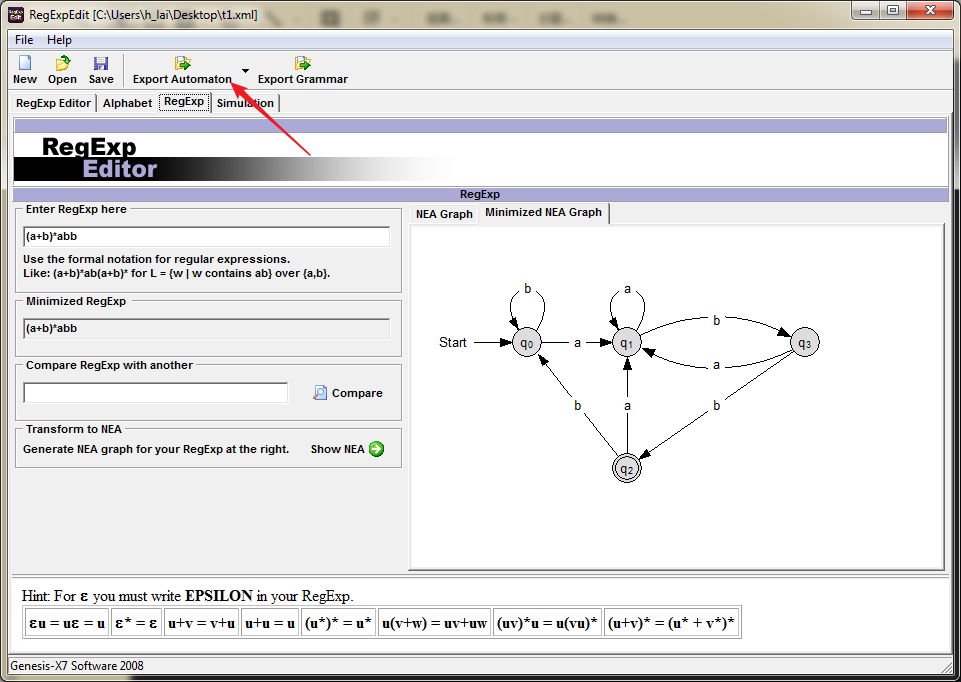 RegExpEdit [C:\Users\h_lai\Desktop\t1.xml]
File Help
New Open Save Export Automaton Export Grammar
RegExp Editor Alphabet RegExp Simulation
RegExp
Editor
RegExp
Enter RegExp here
(a+b)*abb
Use the formal notation for regular expressions.
Like: (a+b)*ab(a+b)* for L = {w | w contains ab} over {a,b}.
Minimized RegExp
(a+b)*abb
Compare RegExp with another
Compare
Transform to NEA
Generate NEA graph for your RegExp at the right. Show NEA
NEA Graph Minimized NEA Graph
b a
b
Start q0 a q1 q3
a
b a b
q2
Hint: For ε you must write EPSILON in your RegExp.
εu = uε = u ε* = ε u+v = v+u u+u = u (u*)* = u* u(v+w) = uv+uw (uv)*u = u(vu)* (u+v)* = (u* + v*)*
Genesis-X7 Software 2008